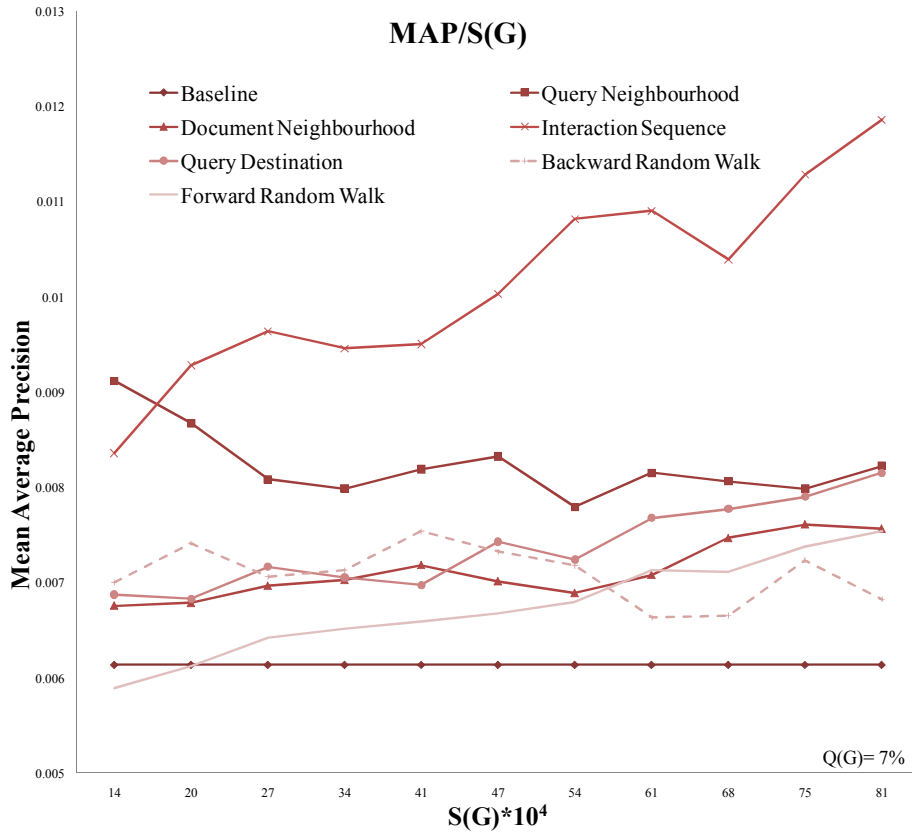 MAP/S(G)
Baseline
Query Neighbourhood
Document Neighbourhood
Interaction Sequence
Query Destination
Backward Random Walk
Forward Random Walk
Mean Average Precision
0.013
0.012
0.011
0.01
0.009
0.008
0.007
0.006
0.005
Q(G)= 7%
14 20 27 34 41 47 54 61 68 75 81
S(G)*10⁴